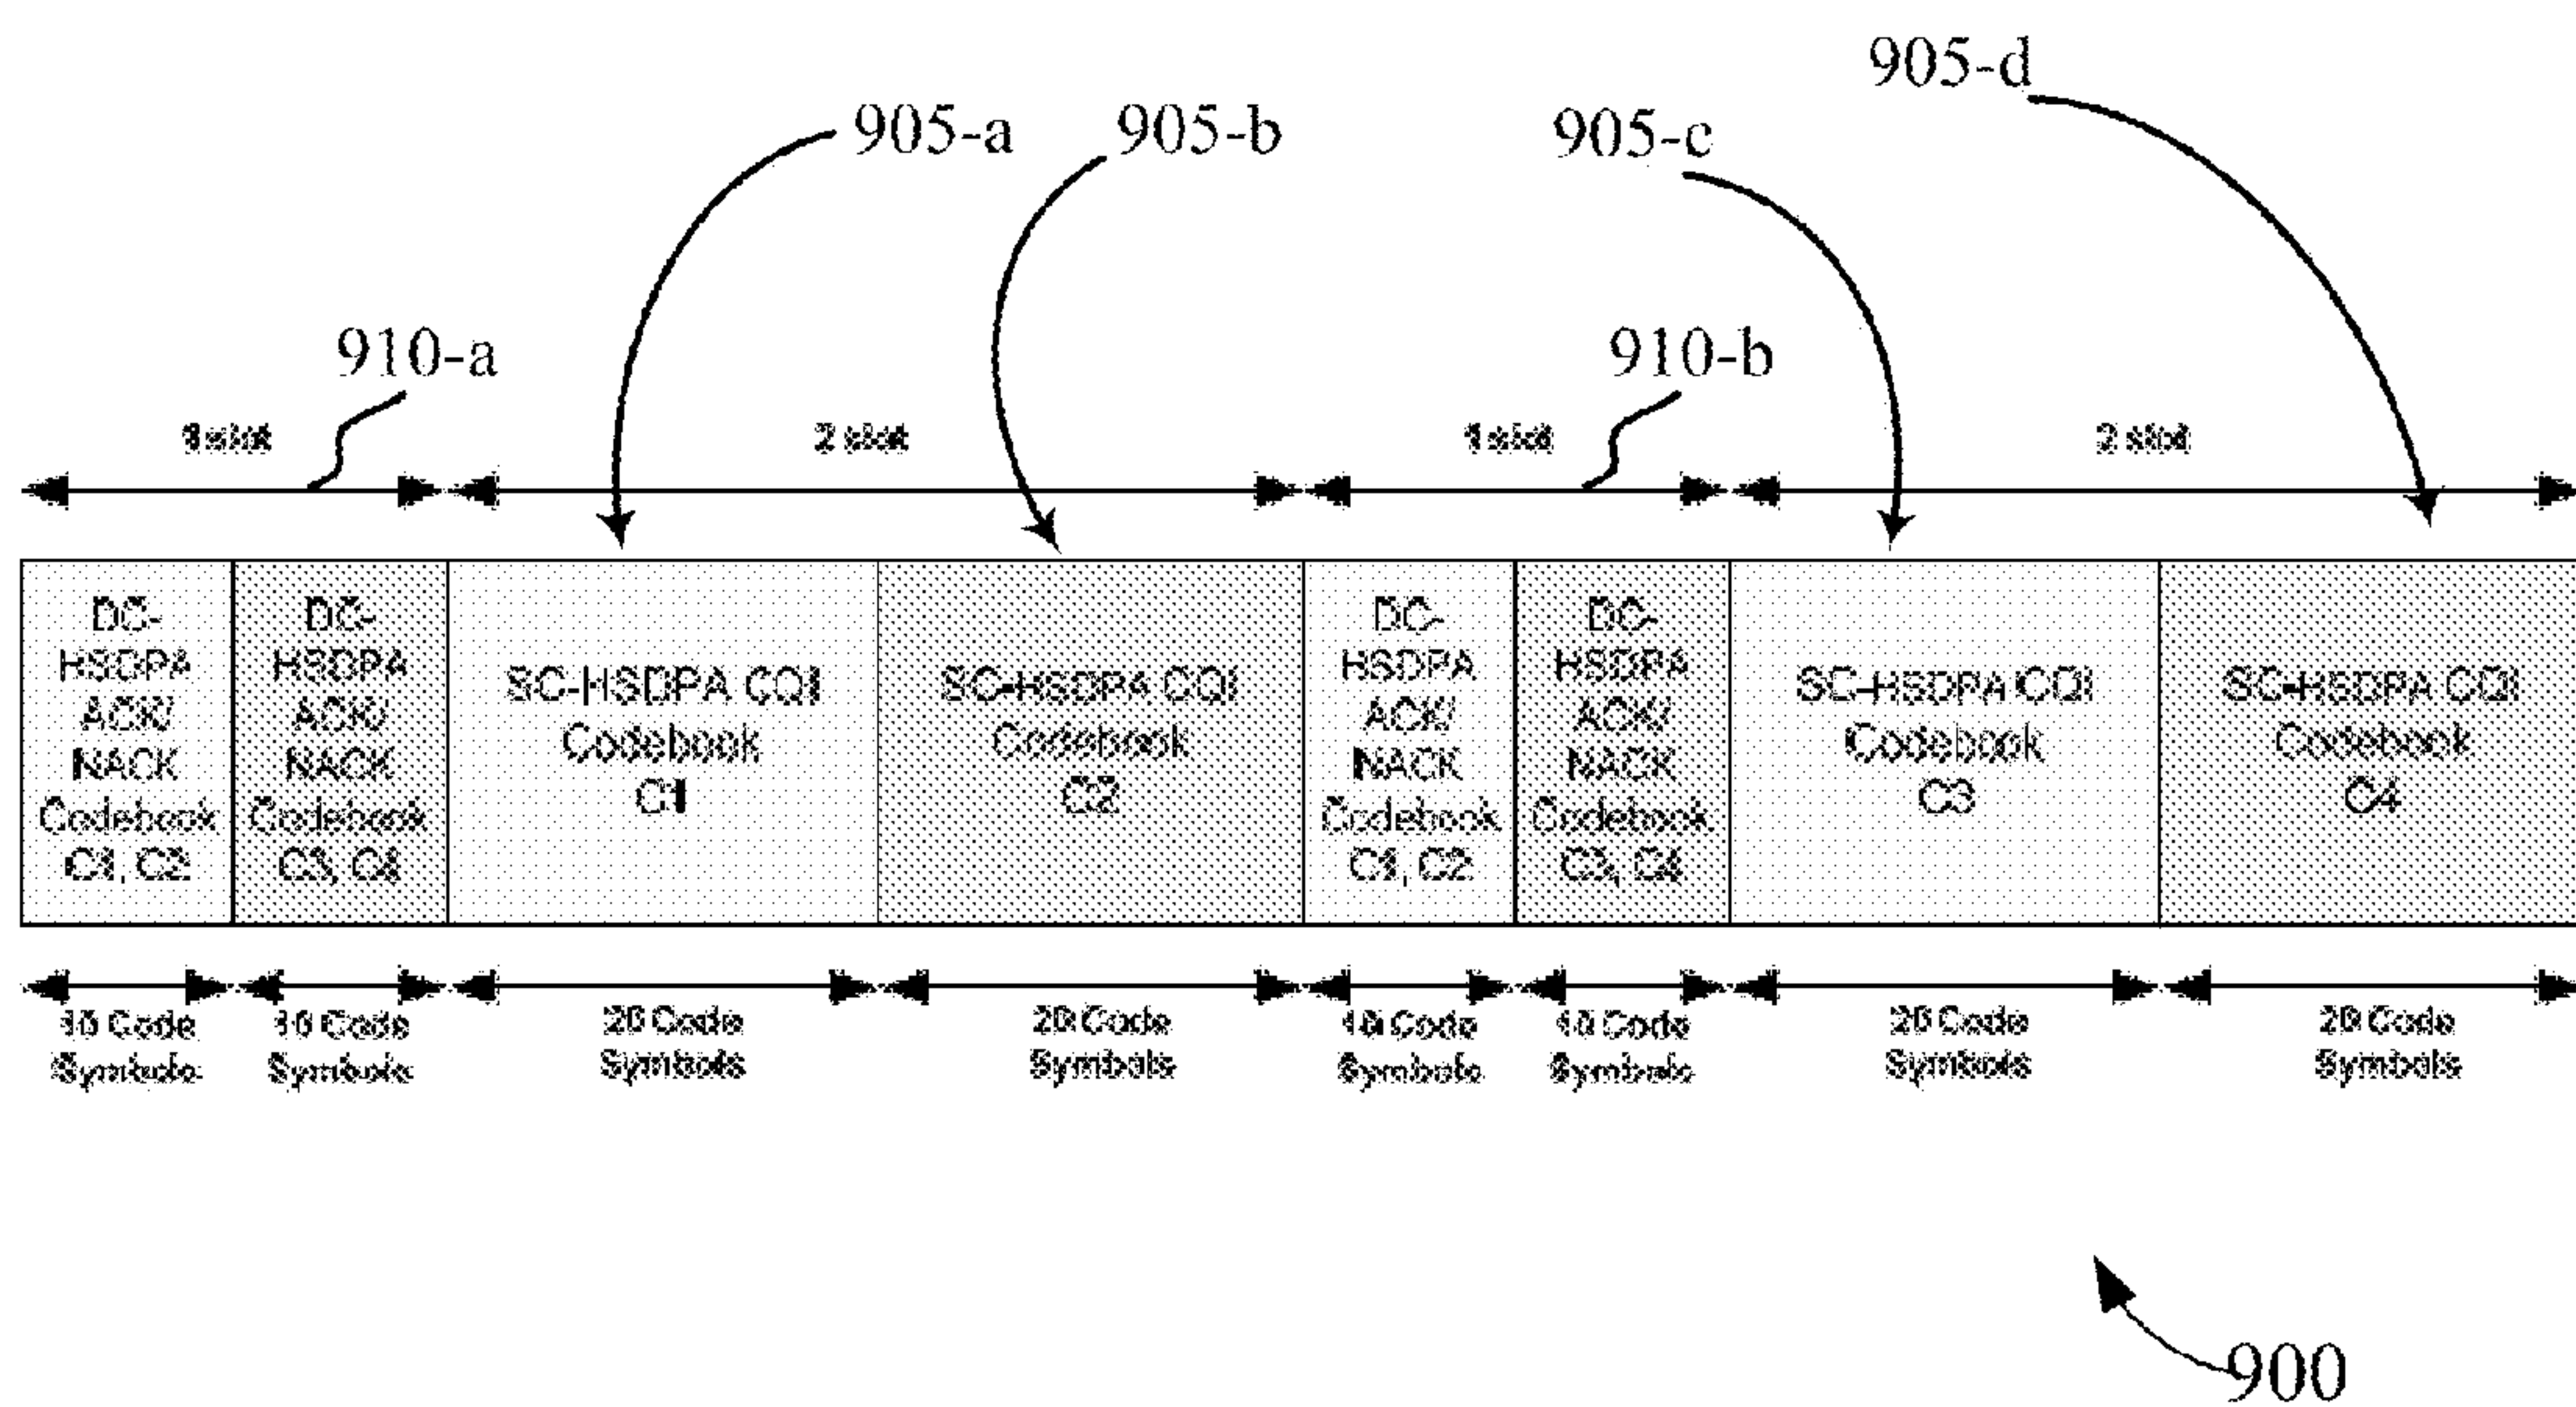 905-d
905-a
905-b
905-c
910-a
910-b
1 slot
2 slot
1 slot
2 slot
DC-
HSDPA
ACK/
NACK
Codebook
C1, C2
DC-
HSDPA
ACK/
NACK
Codebook
C3, C4
SC-HSDPA CQI
Codebook
C1
SC-HSDPA CQI
Codebook
C2
DC-
HSDPA
ACK/
NACK
Codebook
C1, C2
DC-
HSDPA
ACK/
NACK
Codebook
C3, C4
SC-HSDPA CQI
Codebook
C3
SC-HSDPA CQI
Codebook
C4
10 Code
Symbols
10 Code
Symbols
20 Code
Symbols
20 Code
Symbols
10 Code
Symbols
10 Code
Symbols
20 Code
Symbols
20 Code
Symbols
900